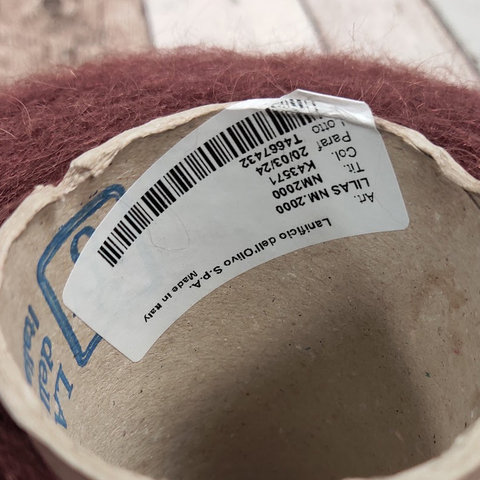 Lanificio dell'Olivo S.P.A.
Made in Italy
Art. LILAS NM.2000
Tit. NM2000
Col. K43571
Paraf 20/03/24
Lotto T4667432